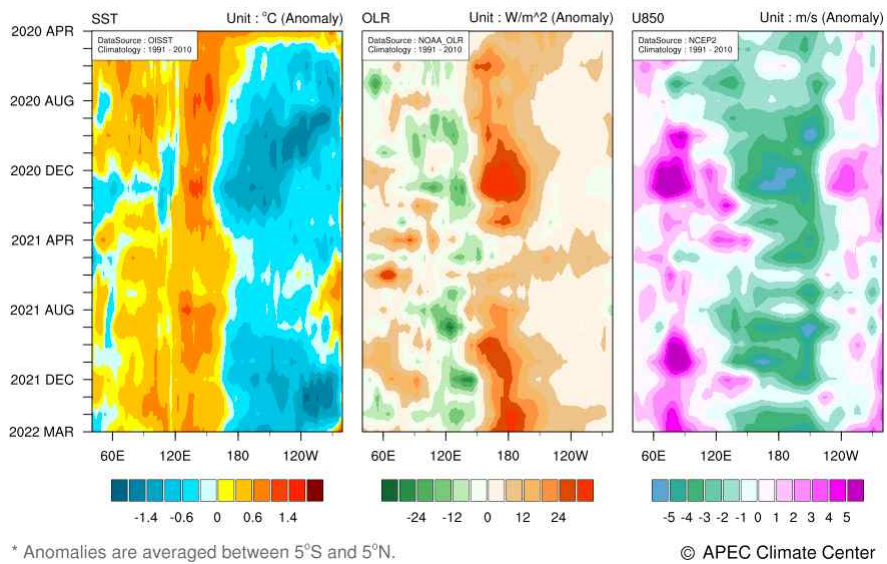 SST Unit : °C (Anomaly)
OLR Unit : W/m^2 (Anomaly)
U850 Unit : m/s (Anomaly)
DataSource : OISST
Climatology : 1991 - 2010
DataSource : NOAA_OLR
Climatology : 1991 - 2010
DataSource : NCEP2
Climatology : 1991 - 2010
2020 APR
2020 AUG
2020 DEC
2021 APR
2021 AUG
2021 DEC
2022 MAR
60E 120E 180 120W
60E 120E 180 120W
60E 120E 180 120W
-1.4 -0.6 0 0.6 1.4
-24 -12 0 12 24
-5 -4 -3 -2 -1 0 1 2 3 4 5
* Anomalies are averaged between 5°S and 5°N.
© APEC Climate Center